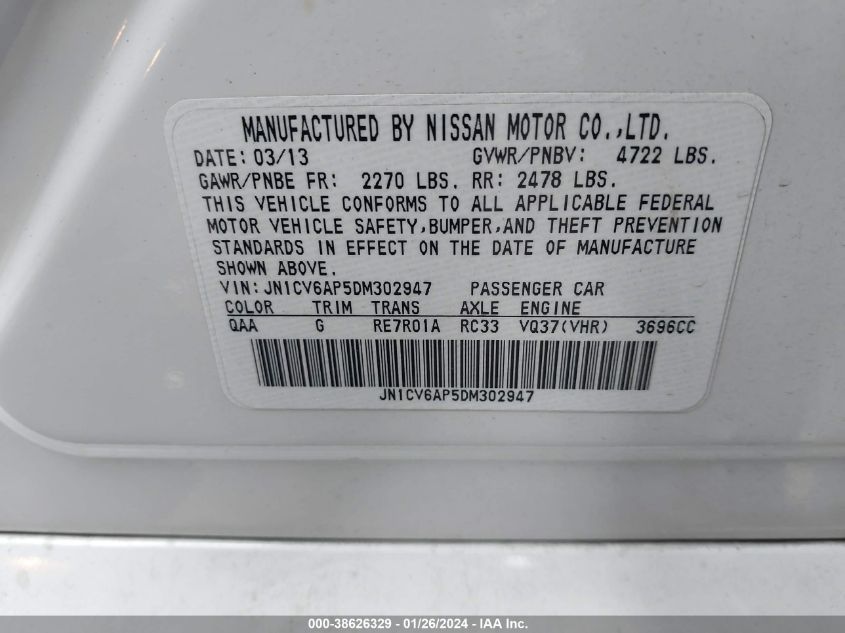 MANUFACTURED BY NISSAN MOTOR CO.,LTD.
DATE: 03/13 GVWR/PNBV: 4722 LBS.
GAWR/PNBE FR: 2270 LBS. RR: 2478 LBS.
THIS VEHICLE CONFORMS TO ALL APPLICABLE FEDERAL
MOTOR VEHICLE SAFETY,BUMPER,AND THEFT PREVENTION
STANDARDS IN EFFECT ON THE DATE OF MANUFACTURE
SHOWN ABOVE.
VIN: JN1CV6AP5DM302947 PASSENGER CAR
COLOR TRIM TRANS AXLE ENGINE
QAA G RE7R01A RC33 VQ37(VHR) 3696CC
JN1CV6AP5DM302947
000-38626329 - 01/26/2024 - IAAI.com